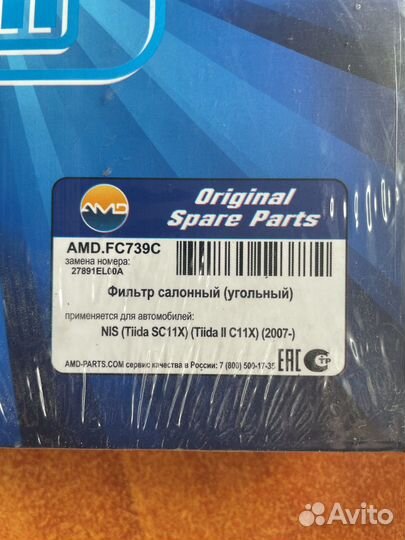 AMD
Original
Spare Parts
AMD.FC739C
замена номера:
27891EL00A
Фильтр салонный (угольный)
применяется для автомобилей:
NIS (Tiida SC11X) (Tiida II C11X) (2007-)
AMD-PARTS.COM сервис качества в России: 7 (800) 500-17-35
EAC
СТР
Avito